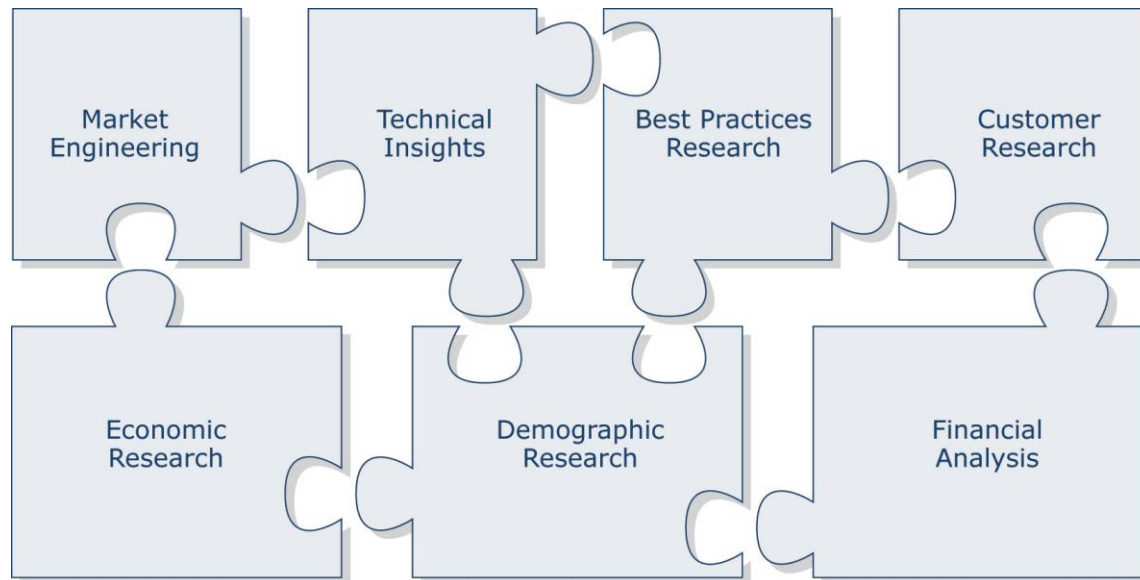 Market
Engineering
Technical
Insights
Best Practices
Research
Customer
Research
Economic
Research
Demographic
Research
Financial
Analysis